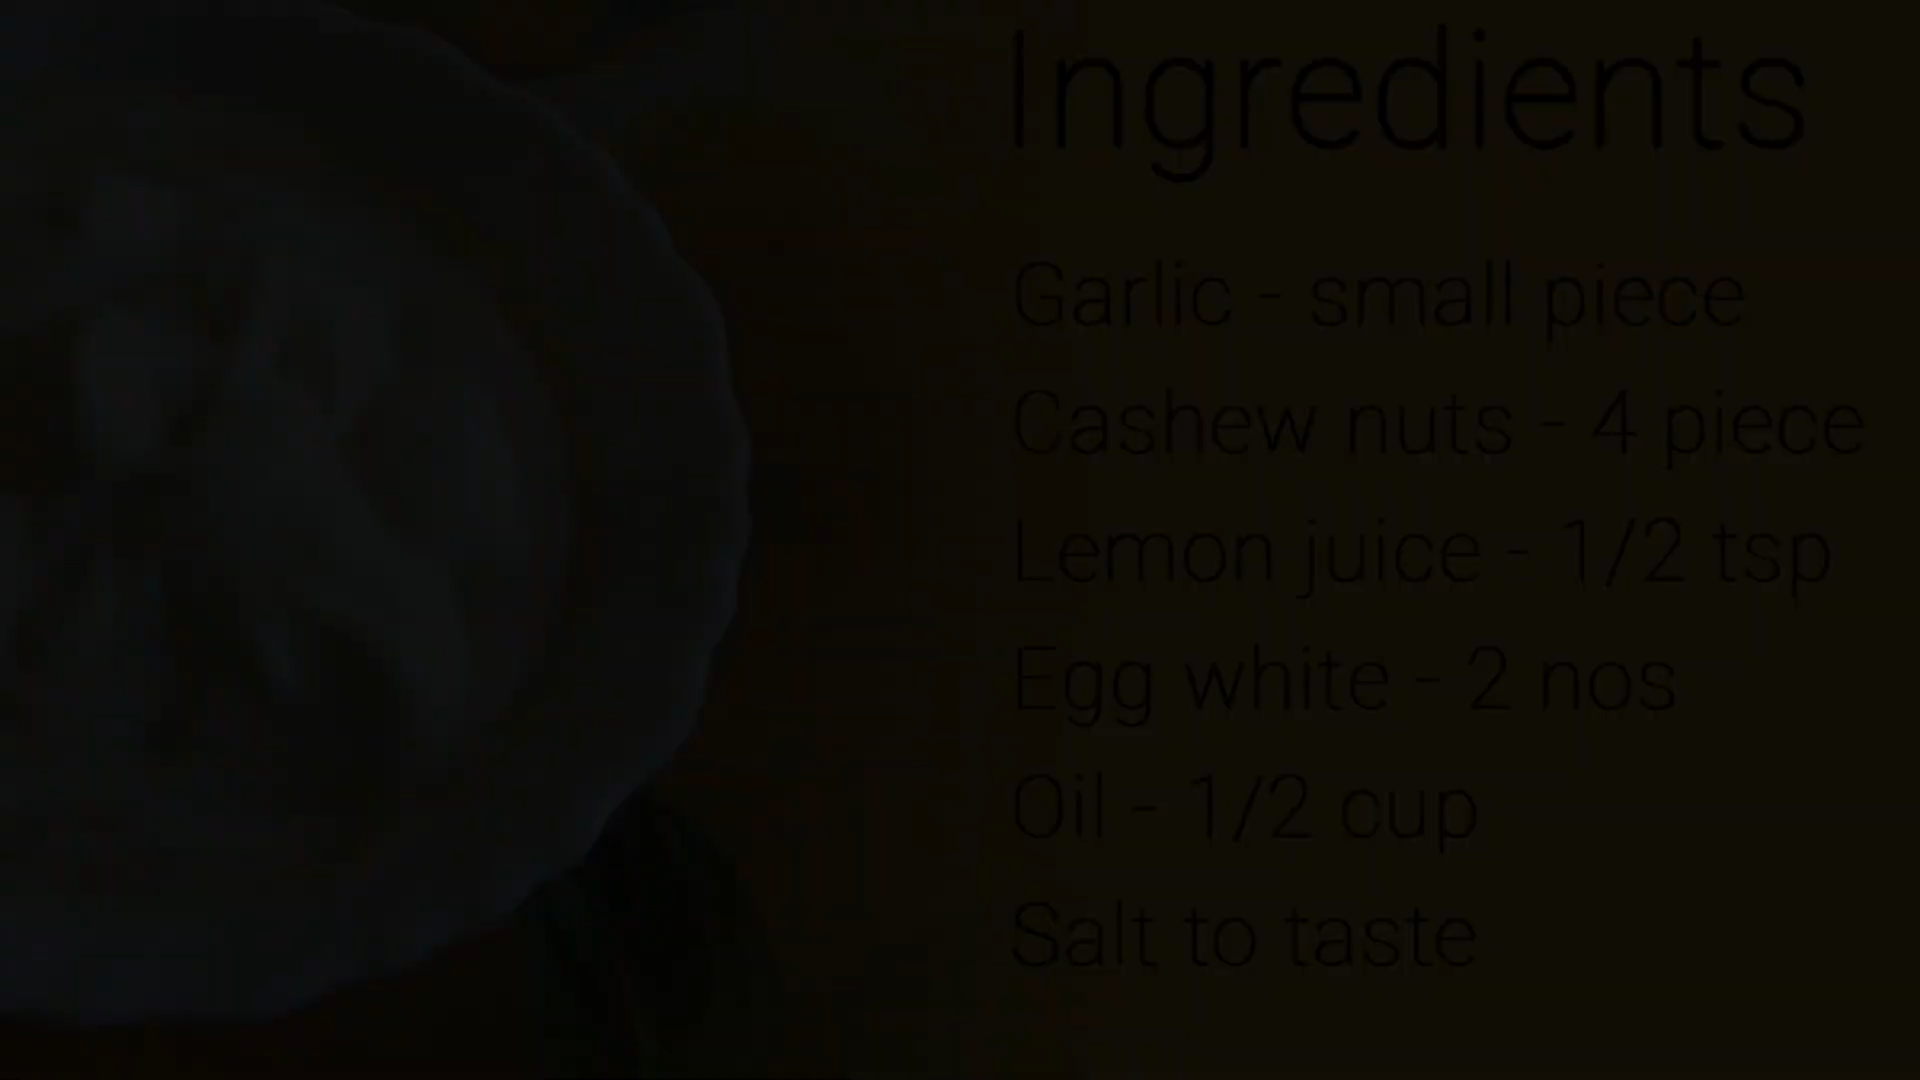 Ingredients
Garlic - small piece
Cashew nuts - 4 piece
Lemon juice - 1/2 tsp
Egg white - 2 nos
Oil - 1/2 cup
Salt to taste